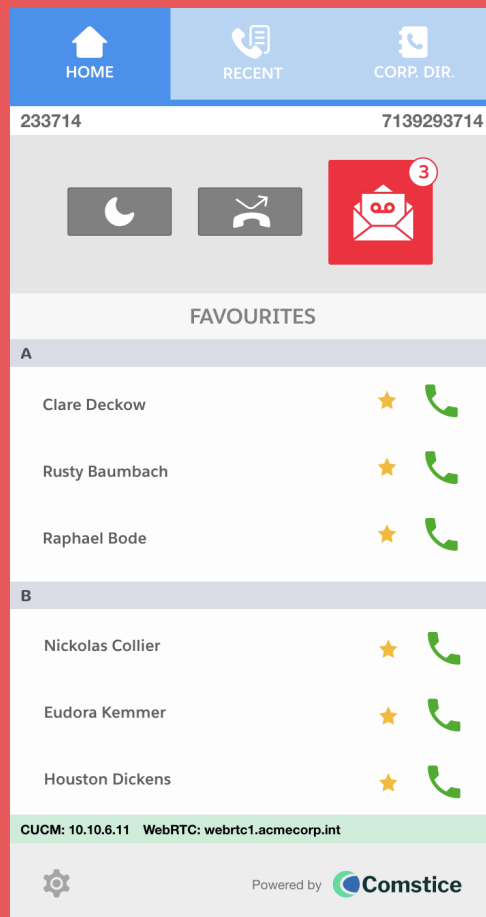 HOME RECENT CORP. DIR.
233714 7139293714
3
FAVOURITES
A
Clare Deckow
Rusty Baumbach
Raphael Bode
B
Nickolas Collier
Eudora Kemmer
Houston Dickens
CUCM: 10.10.6.11 WebRTC: webrtc1.acmecorp.int
Powered by Comstice